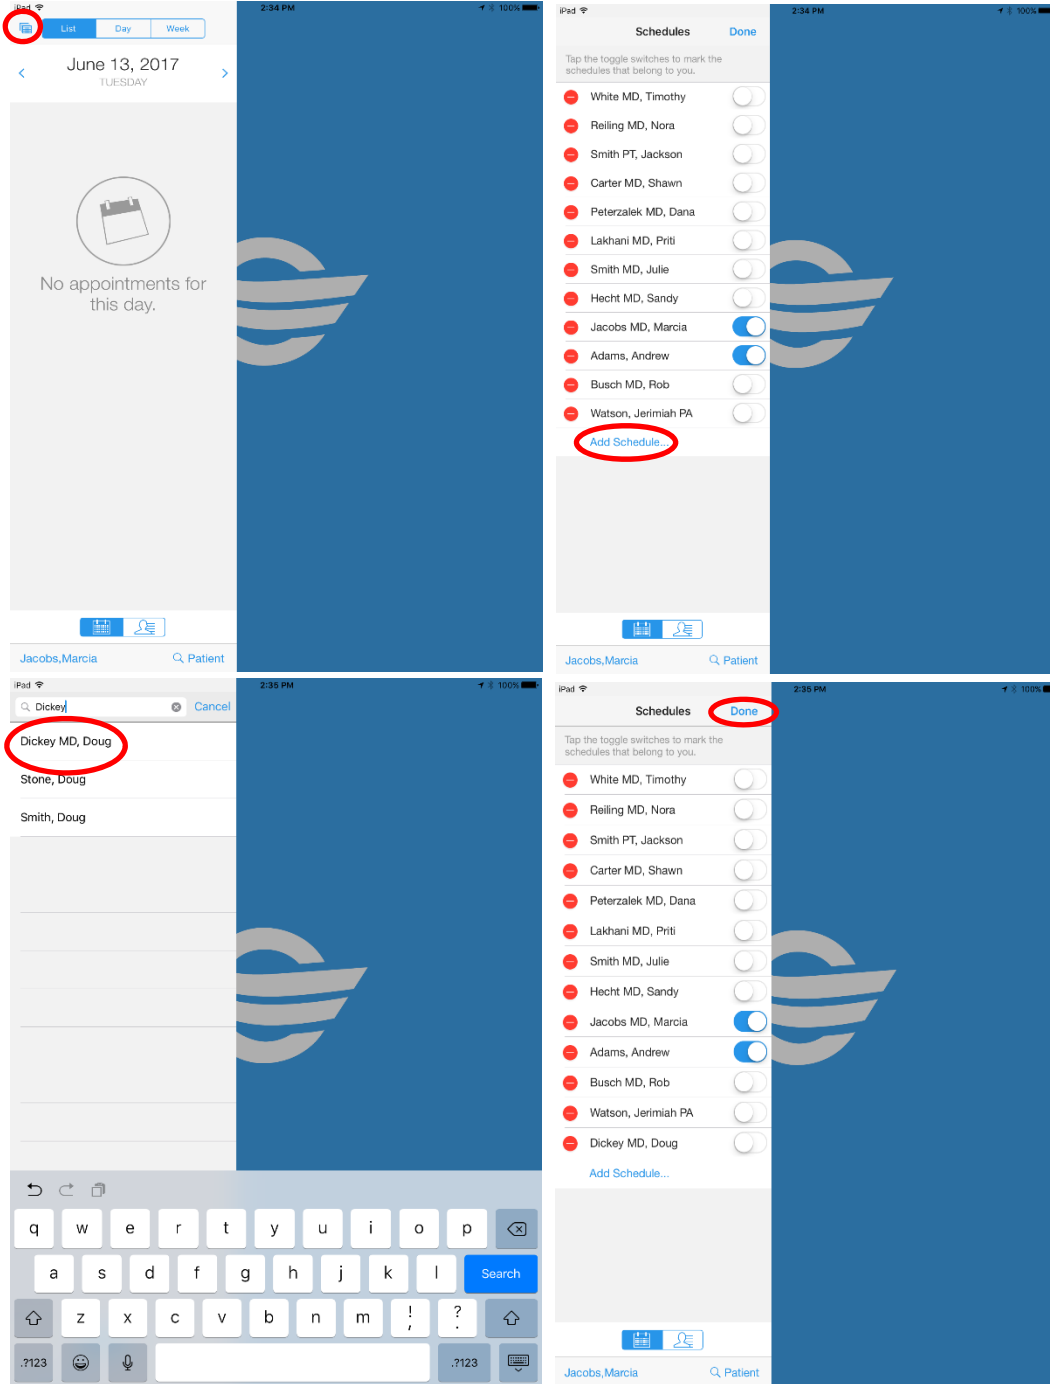 iPad
2:34 PM
100%
List Day Week
June 13, 2017
TUESDAY
No appointments for
this day.
Jacobs,Marcia Patient
iPad
2:34 PM
100%
Schedules Done
Tap the toggle switches to mark the
schedules that belong to you.
White MD, Timothy
Reiling MD, Nora
Smith PT, Jackson
Carter MD, Shawn
Peterzalek MD, Dana
Lakhani MD, Priti
Smith MD, Julie
Hecht MD, Sandy
Jacobs MD, Marcia
Adams, Andrew
Busch MD, Rob
Watson, Jerimiah PA
Add Schedule...
Jacobs,Marcia Patient
iPad
2:35 PM
100%
Dickey Cancel
Dickey MD, Doug
Stone, Doug
Smith, Doug
q w e r t y u i o p
a s d f g h j k l Search
z x c v b n m ! , ? .
.?123 .?123
iPad
2:35 PM
100%
Schedules Done
Tap the toggle switches to mark the
schedules that belong to you.
White MD, Timothy
Reiling MD, Nora
Smith PT, Jackson
Carter MD, Shawn
Peterzalek MD, Dana
Lakhani MD, Priti
Smith MD, Julie
Hecht MD, Sandy
Jacobs MD, Marcia
Adams, Andrew
Busch MD, Rob
Watson, Jerimiah PA
Dickey MD, Doug
Add Schedule...
Jacobs,Marcia Patient